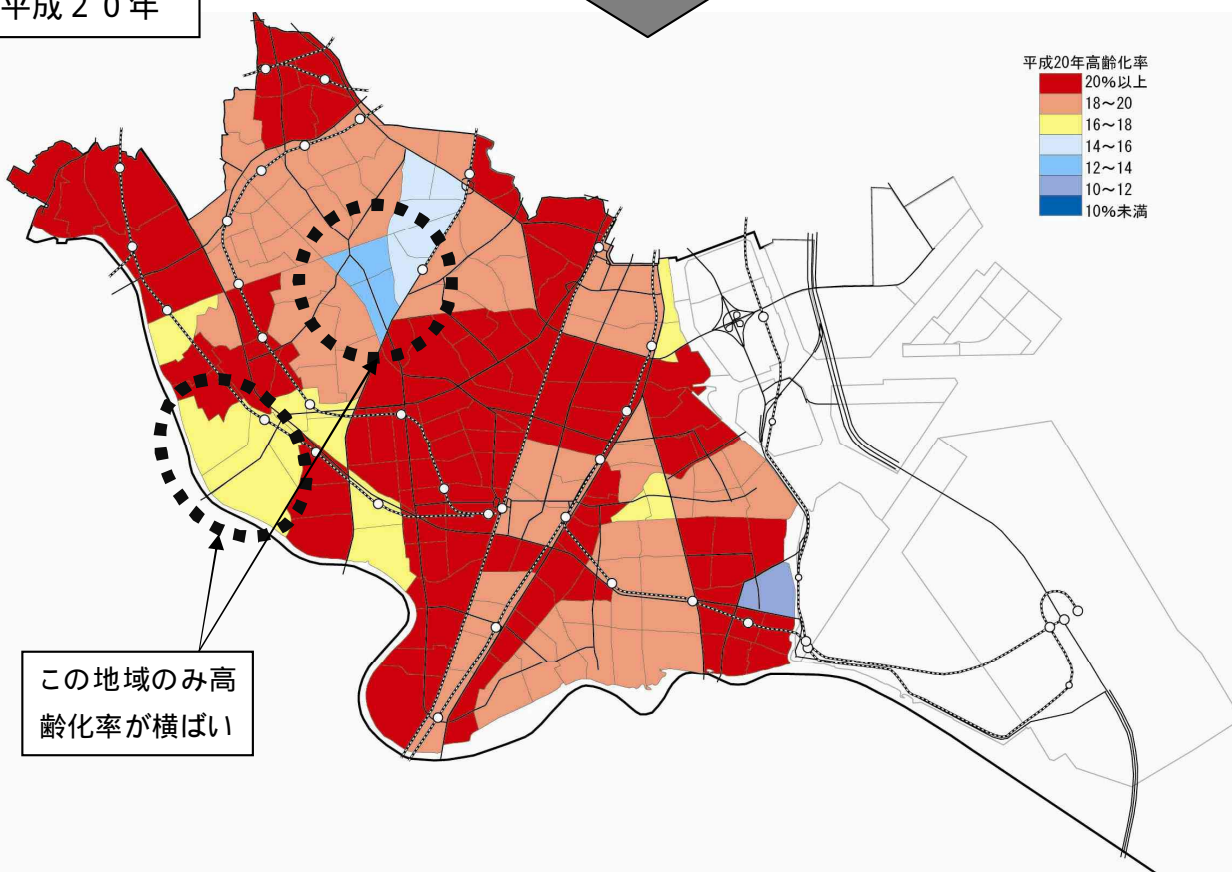 平成２０年
平成20年高齢化率
20%以上
18～20
16～18
14～16
12～14
10～12
10%未満
この地域のみ高
齢化率が横ばい